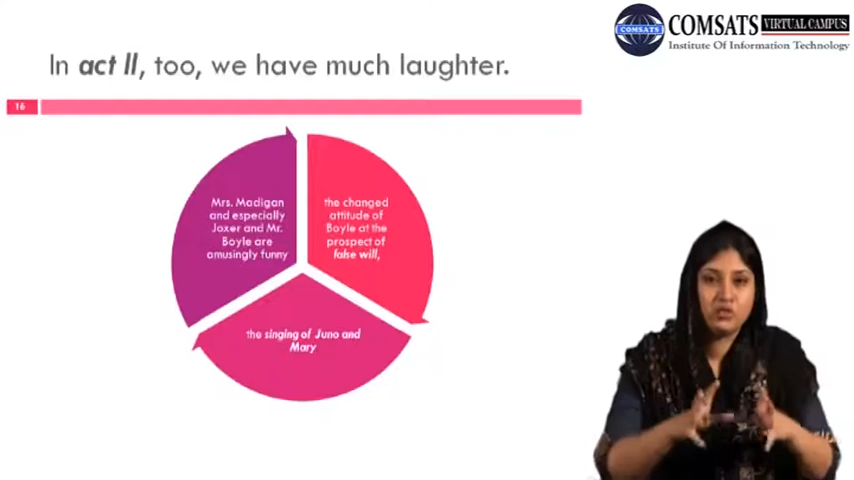 COMSATS VIRTUAL CAMPUS
Institute Of Information Technology
COMSATS
In act II, too, we have much laughter.
16
Mrs. Madigan
and especially
Joxer and Mr.
Boyle are
amusingly funny
the changed
attitude of
Boyle at the
prospect of
false will,
the singing of Juno and
Mary